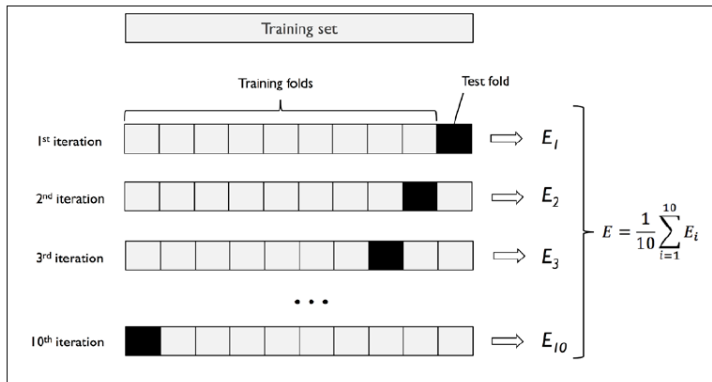 Training set
Training folds
Test fold
1st iteration
E1
2nd iteration
E2
3rd iteration
E3
E = 1/10 ∑ i=1 10 Ei
...
10th iteration
E10